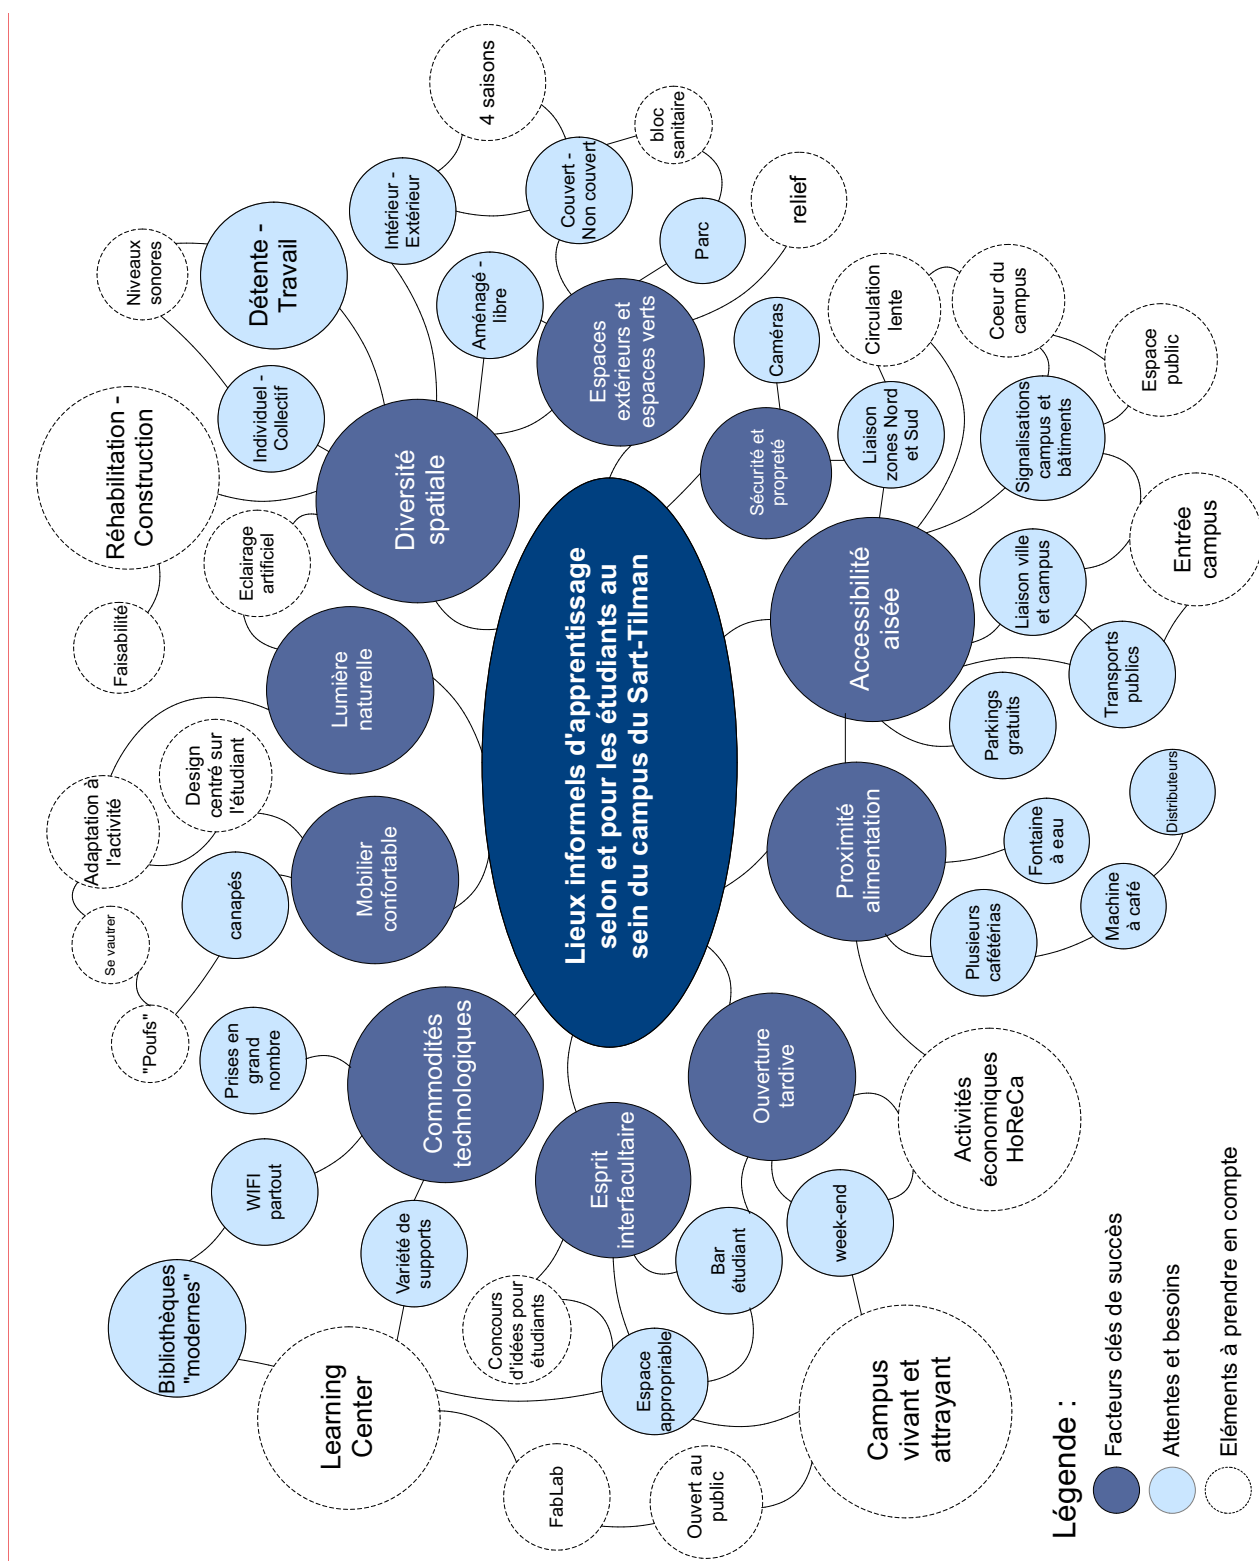 Réhabilitation -
Construction
Faisabilité
Niveaux
sonores
Individuel -
Collectif
Détente -
Travail
Intérieur -
Extérieur
4 saisons
Aménagé -
libre
Couvert -
Non couvert
bloc
sanitaire
Parc
relief
Eclairage
artificiel
Diversité
spatiale
Espaces
extérieurs et
espaces verts
Adaptation à
l'activité
Design
centré sur
l'étudiant
Lumière
naturelle
Se vautrer
canapés
Mobilier
confortable
"Poufs"
Prises en
grand
nombre
Commodités
technologiques
WIFI
partout
Bibliothèques
"modernes"
Variété de
supports
Learning
Center
Lieux informels d'apprentissage
selon et pour les étudiants au
sein du campus du Sart-Tilman
Sécurité et
propreté
Caméras
Circulation
lente
Liaison
zones Nord
et Sud
Coeur du
campus
Signalisations
campus et
bâtiments
Espace
public
Accessibilité
aisée
Liaison ville
et campus
Entrée
campus
Transports
publics
Parkings
gratuits
Proximité
alimentation
Fontaine
à eau
Distributeurs
Machine
à café
Plusieurs
cafétérias
Esprit
interfacultaire
Ouverture
tardive
Activités
économiques
HoReCa
Concours
d'idées pour
étudiants
Bar
étudiant
week-end
Espace
appropriable
Campus
vivant et
attrayant
FabLab
Ouvert au
public
Légende :
Facteurs clés de succès
Attentes et besoins
Eléments à prendre en compte